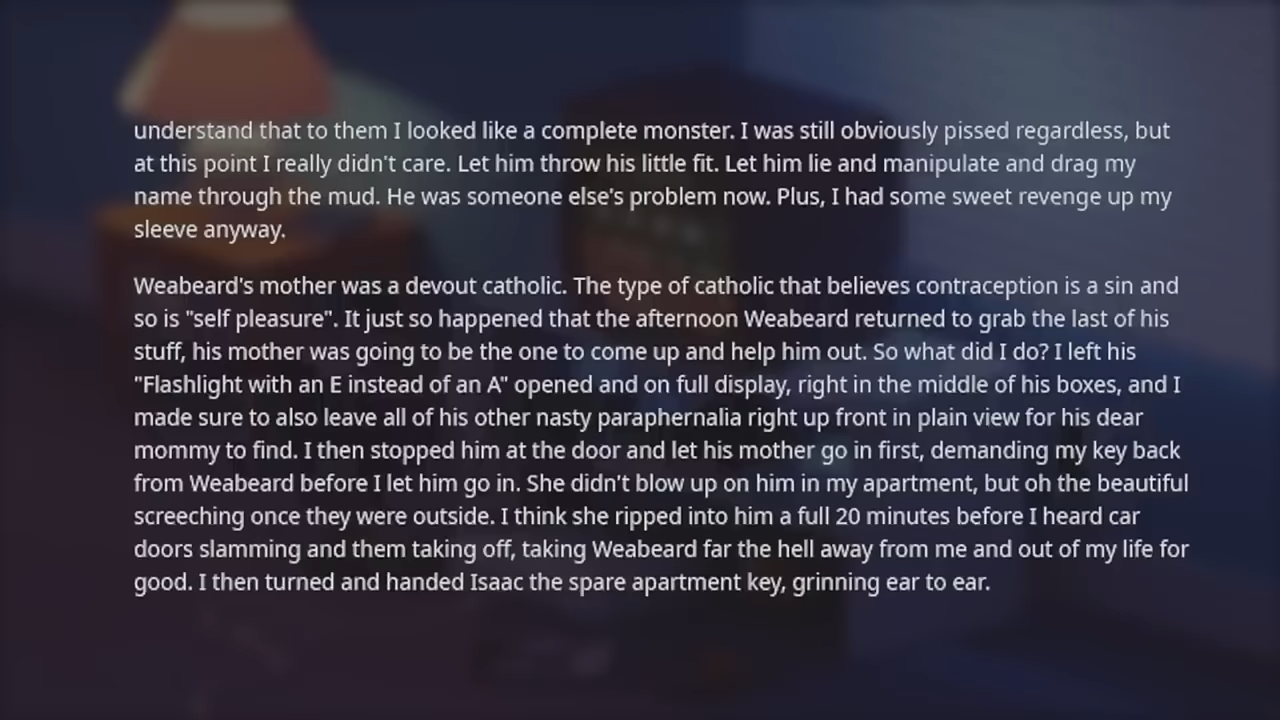 understand that to them I looked like a complete monster. I was still obviously pissed regardless, but
at this point I really didn't care. Let him throw his little fit. Let him lie and manipulate and drag my
name through the mud. He was someone else's problem now. Plus, I had some sweet revenge up my
sleeve anyway.
Weabeard's mother was a devout catholic. The type of catholic that believes contraception is a sin and
so is "self pleasure". It just so happened that the afternoon Weabeard returned to grab the last of his
stuff, his mother was going to be the one to come up and help him out. So what did I do? I left his
"Flashlight with an E instead of an A" opened and on full display, right in the middle of his boxes, and I
made sure to also leave all of his other nasty paraphernalia right up front in plain view for his dear
mommy to find. I then stopped him at the door and let his mother go in first, demanding my key back
from Weabeard before I let him go in. She didn't blow up on him in my apartment, but oh the beautiful
screeching once they were outside. I think she ripped into him a full 20 minutes before I heard car
doors slamming and them taking off, taking Weabeard far the hell away from me and out of my life for
good. I then turned and handed Isaac the spare apartment key, grinning ear to ear.